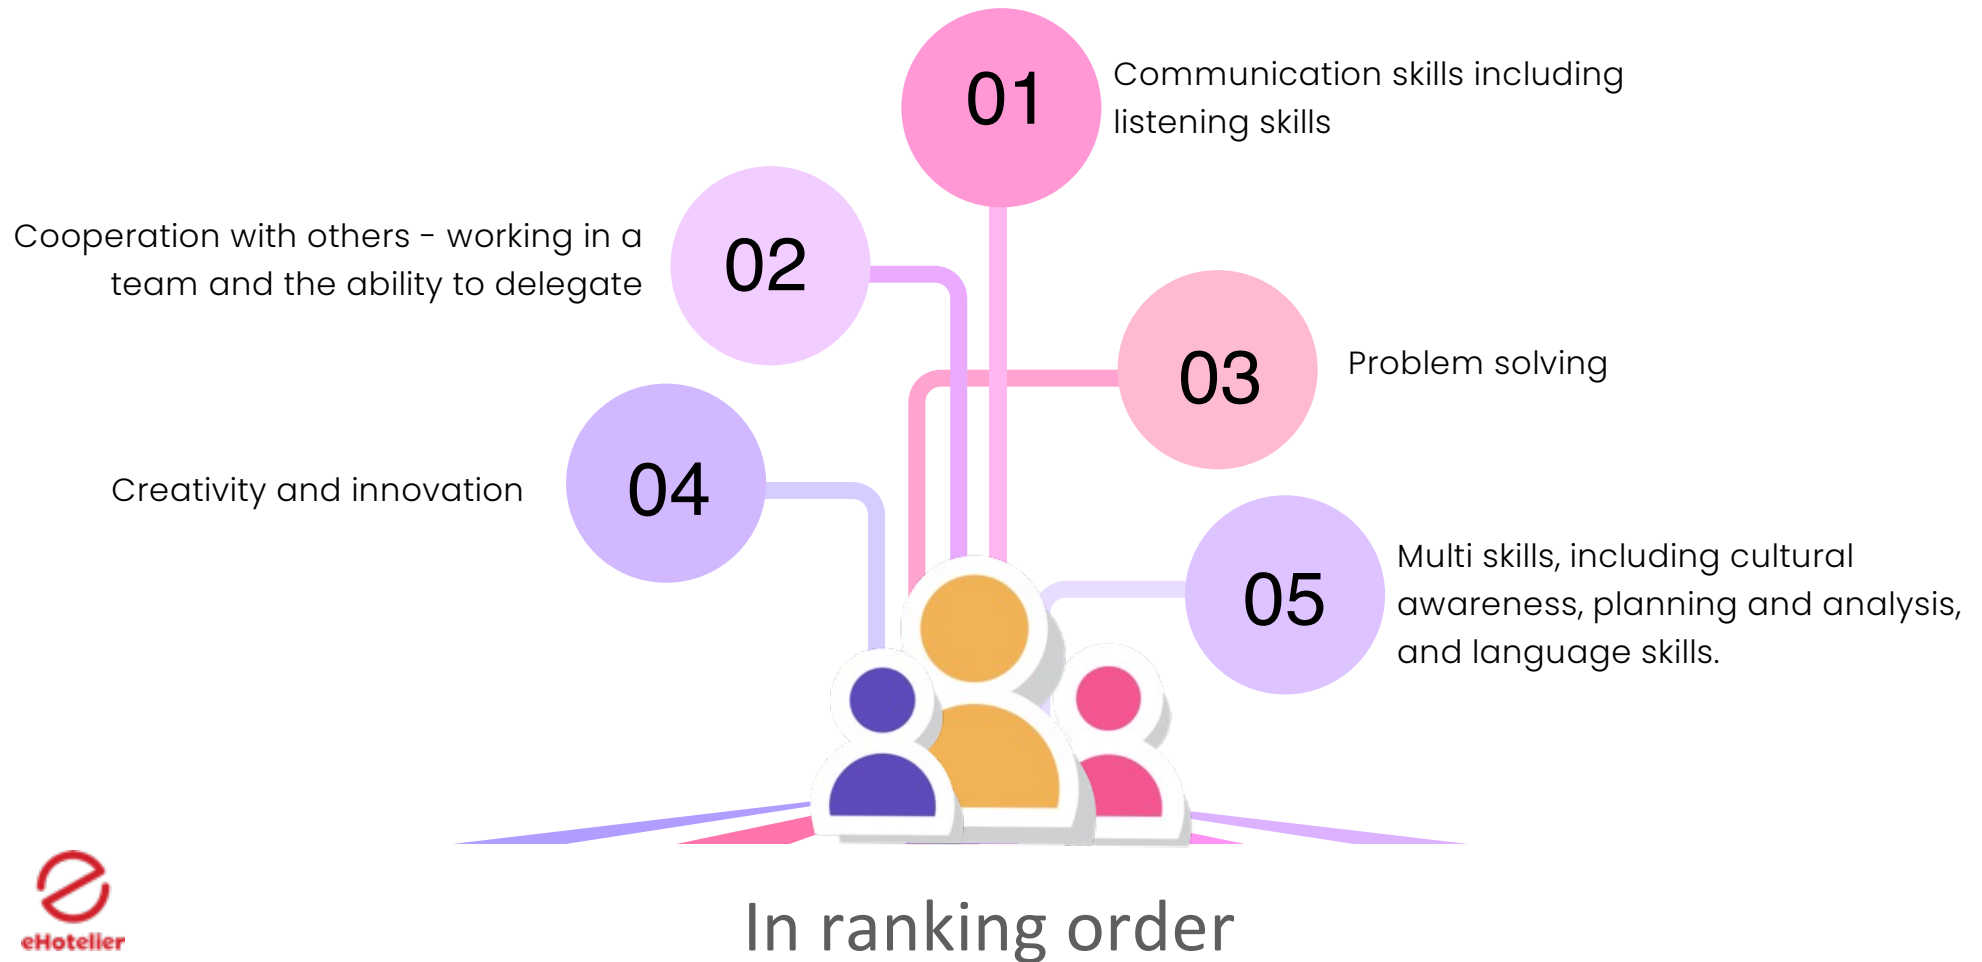 01
Communication skills including
listening skills
02
Cooperation with others - working in a
team and the ability to delegate
03
Problem solving
04
Creativity and innovation
05
Multi skills, including cultural
awareness, planning and analysis,
and language skills.
eHotelier
In ranking order